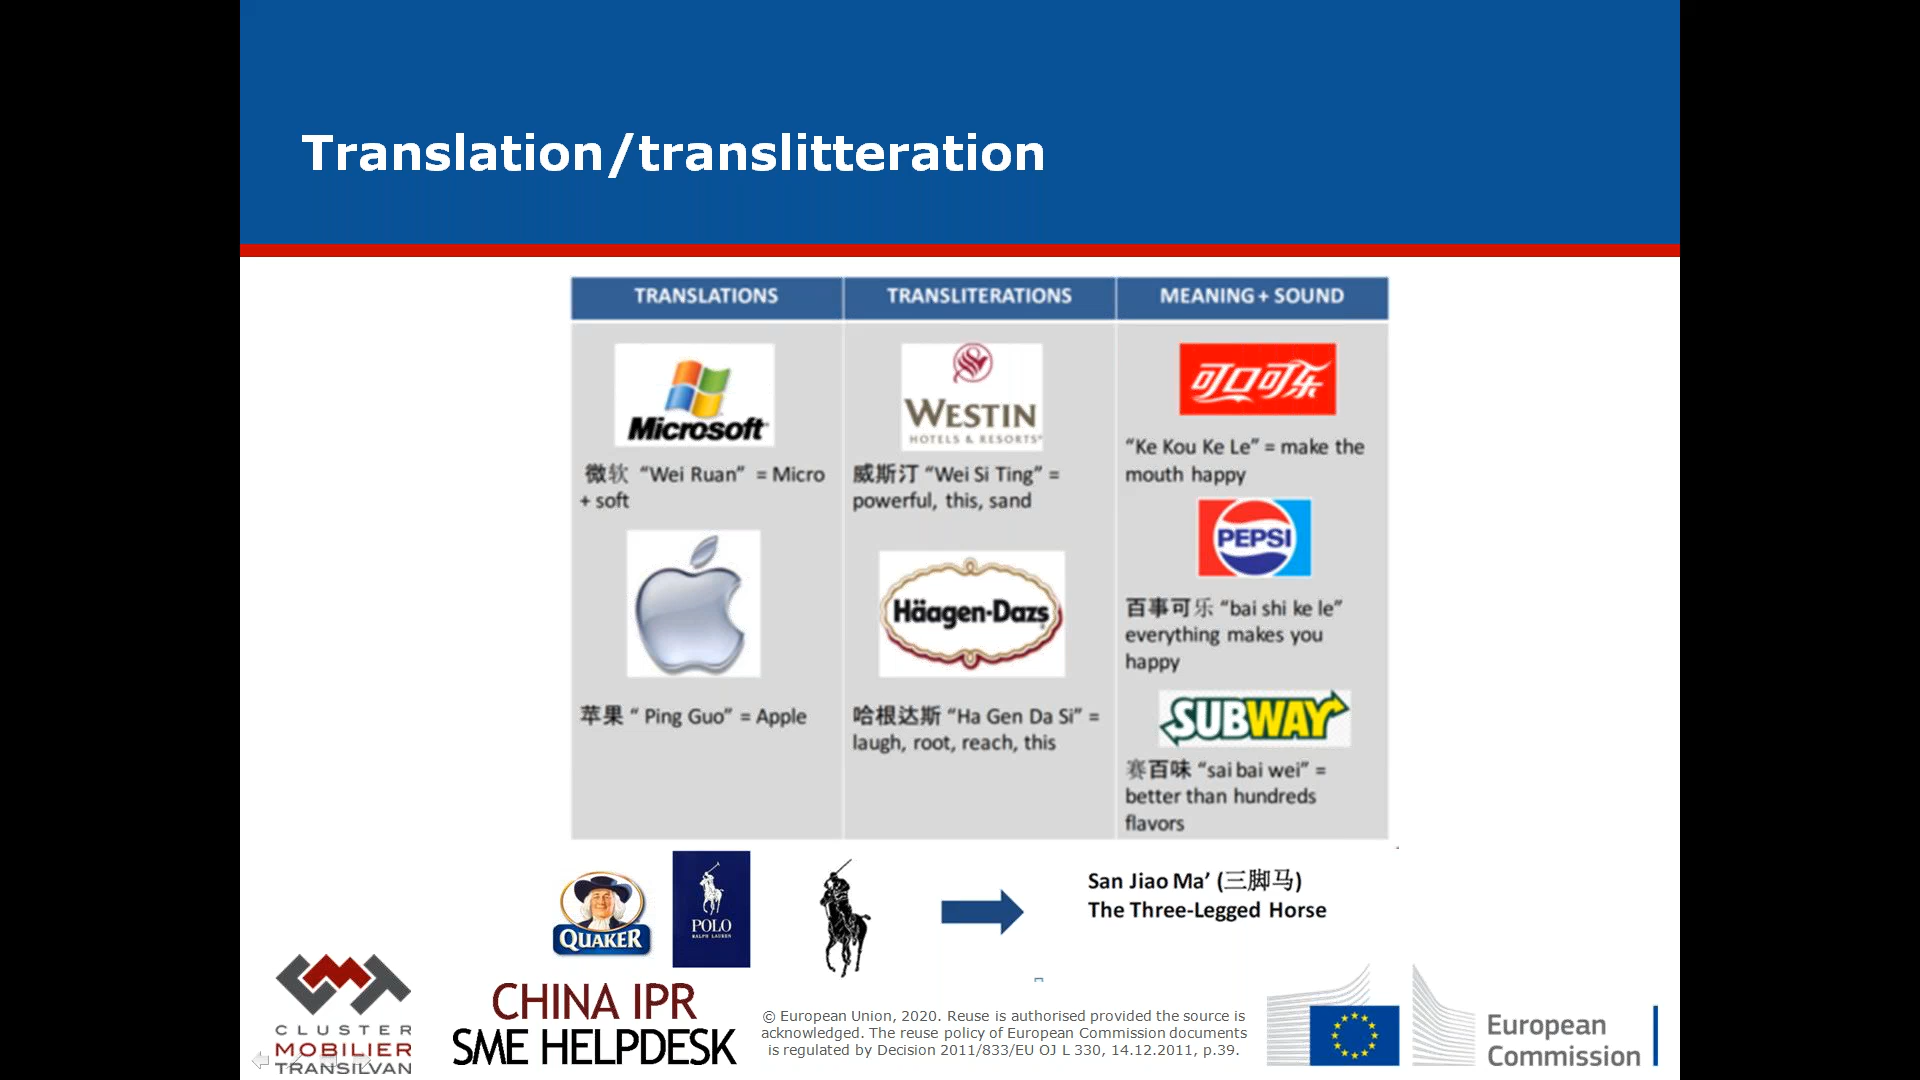 Translation/translitteration
TRANSLATIONS
TRANSLITERATIONS
MEANING + SOUND
Microsoft
微软 “Wei Ruan” = Micro
+ soft
苹果 “ Ping Guo” = Apple
WESTIN
HOTELS & RESORTS
威斯汀 “Wei Si Ting” =
powerful, this, sand
Häagen-Dazs
哈根达斯 “Ha Gen Da Si” =
laugh, root, reach, this
可口可乐
“Ke Kou Ke Le” = make the
mouth happy
PEPSI
百事可乐 “bai shi ke le”
everything makes you
happy
SUBWAY
赛百味 “sai bai wei” =
better than hundreds
flavors
QUAKER
POLO
RALPH LAUREN
San Jiao Ma’ (三脚马)
The Three-Legged Horse
CLUSTER
MOBILIER
TRANSILVAN
CHINA IPR
SME HELPDESK
© European Union, 2020. Reuse is authorised provided the source is
acknowledged. The reuse policy of European Commission documents
is regulated by Decision 2011/833/EU OJ L 330, 14.12.2011, p.39.
European
Commission